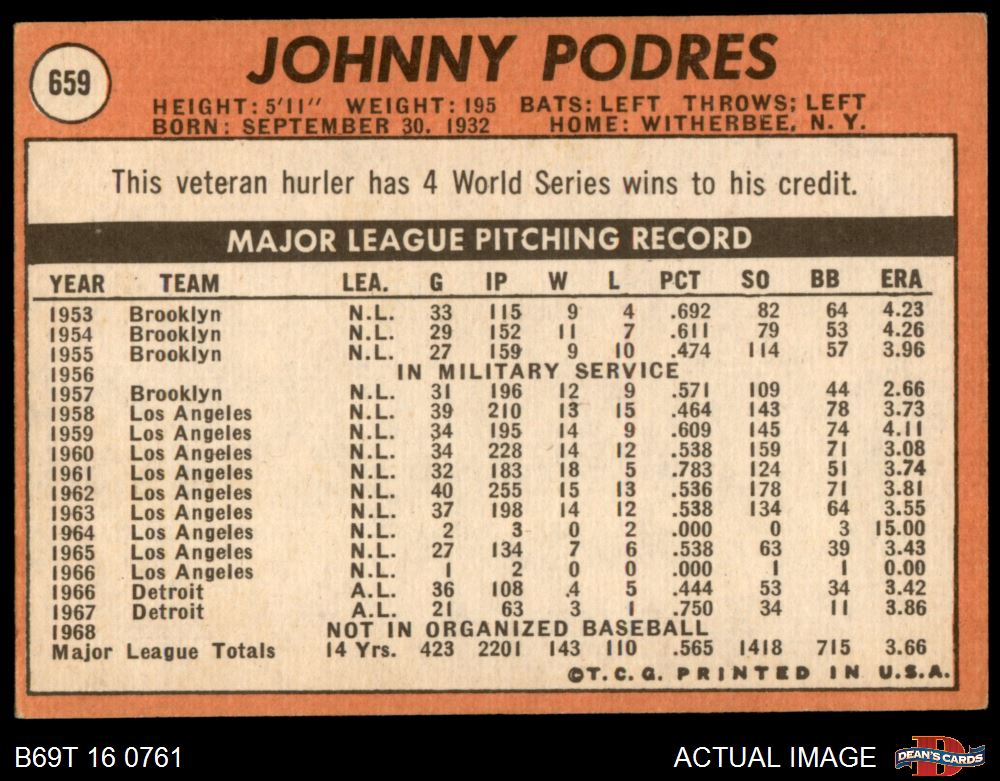 659
JOHNNY PODRES
HEIGHT: 5'11" WEIGHT: 195 BATS: LEFT THROWS: LEFT
BORN: SEPTEMBER 30, 1932 HOME: WITHERBEE, N. Y.
This veteran hurler has 4 World Series wins to his credit.
MAJOR LEAGUE PITCHING RECORD
YEAR TEAM LEA. G IP W L PCT SO BB ERA
1953 Brooklyn N.L. 33 115 9 4 .692 82 64 4.23
1954 Brooklyn N.L. 29 152 11 7 .611 79 53 4.26
1955 Brooklyn N.L. 27 159 9 10 .474 114 57 3.96
1956 IN MILITARY SERVICE
1957 Brooklyn N.L. 31 196 12 9 .571 109 44 2.66
1958 Los Angeles N.L. 39 210 13 15 .464 143 78 3.73
1959 Los Angeles N.L. 34 195 14 9 .609 145 74 4.11
1960 Los Angeles N.L. 34 228 14 12 .538 159 71 3.08
1961 Los Angeles N.L. 32 183 18 5 .783 124 51 3.74
1962 Los Angeles N.L. 40 255 15 13 .536 178 71 3.81
1963 Los Angeles N.L. 37 198 14 12 .538 134 64 3.55
1964 Los Angeles N.L. 2 3 0 2 .000 0 3 15.00
1965 Los Angeles N.L. 27 134 7 6 .538 63 39 3.43
1966 Los Angeles N.L. 1 2 0 0 .000 1 1 0.00
1966 Detroit A.L. 36 108 4 5 .444 53 34 3.42
1967 Detroit A.L. 21 63 3 1 .750 34 11 3.86
1968 NOT IN ORGANIZED BASEBALL
Major League Totals 14 Yrs. 423 2201 143 110 .565 1418 715 3.66
©T.C.G. PRINTED IN U.S.A.
B69T 16 0761 ACTUAL IMAGE D DEAN'S CARDS